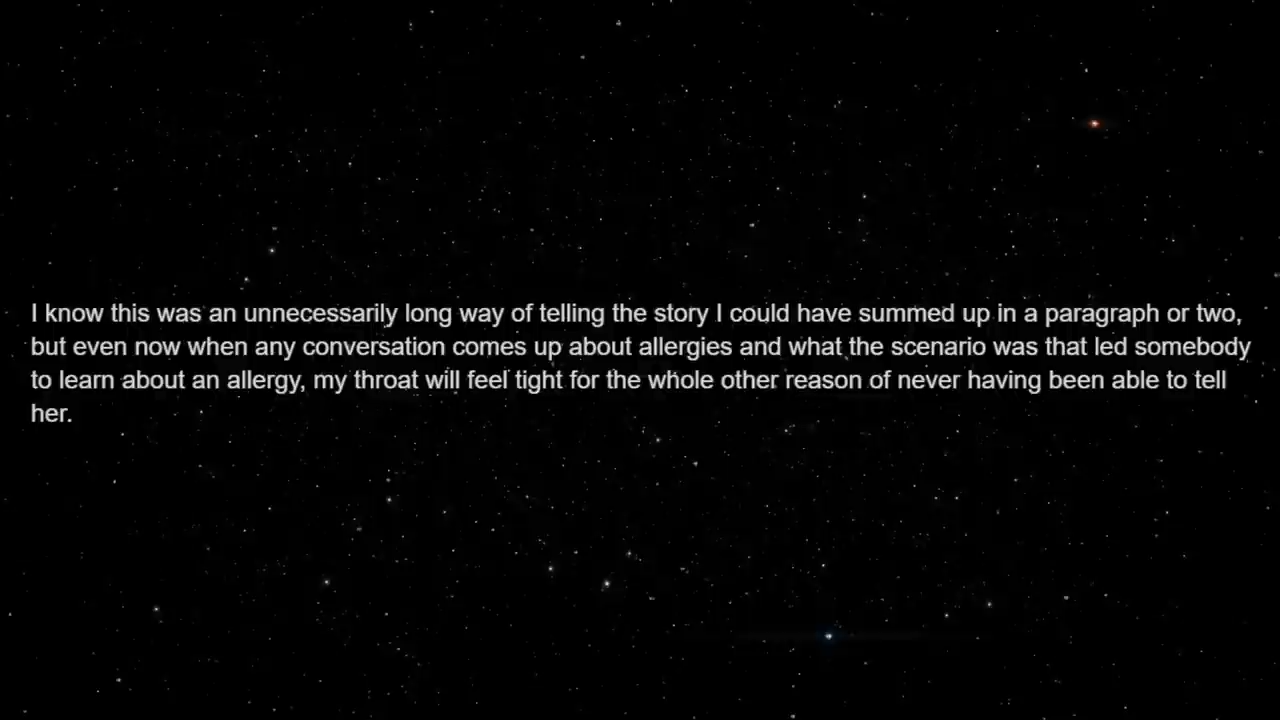 I know this was an unnecessarily long way of telling the story I could have summed up in a paragraph or two,
but even now when any conversation comes up about allergies and what the scenario was that led somebody
to learn about an allergy, my throat will feel tight for the whole other reason of never having been able to tell
her.